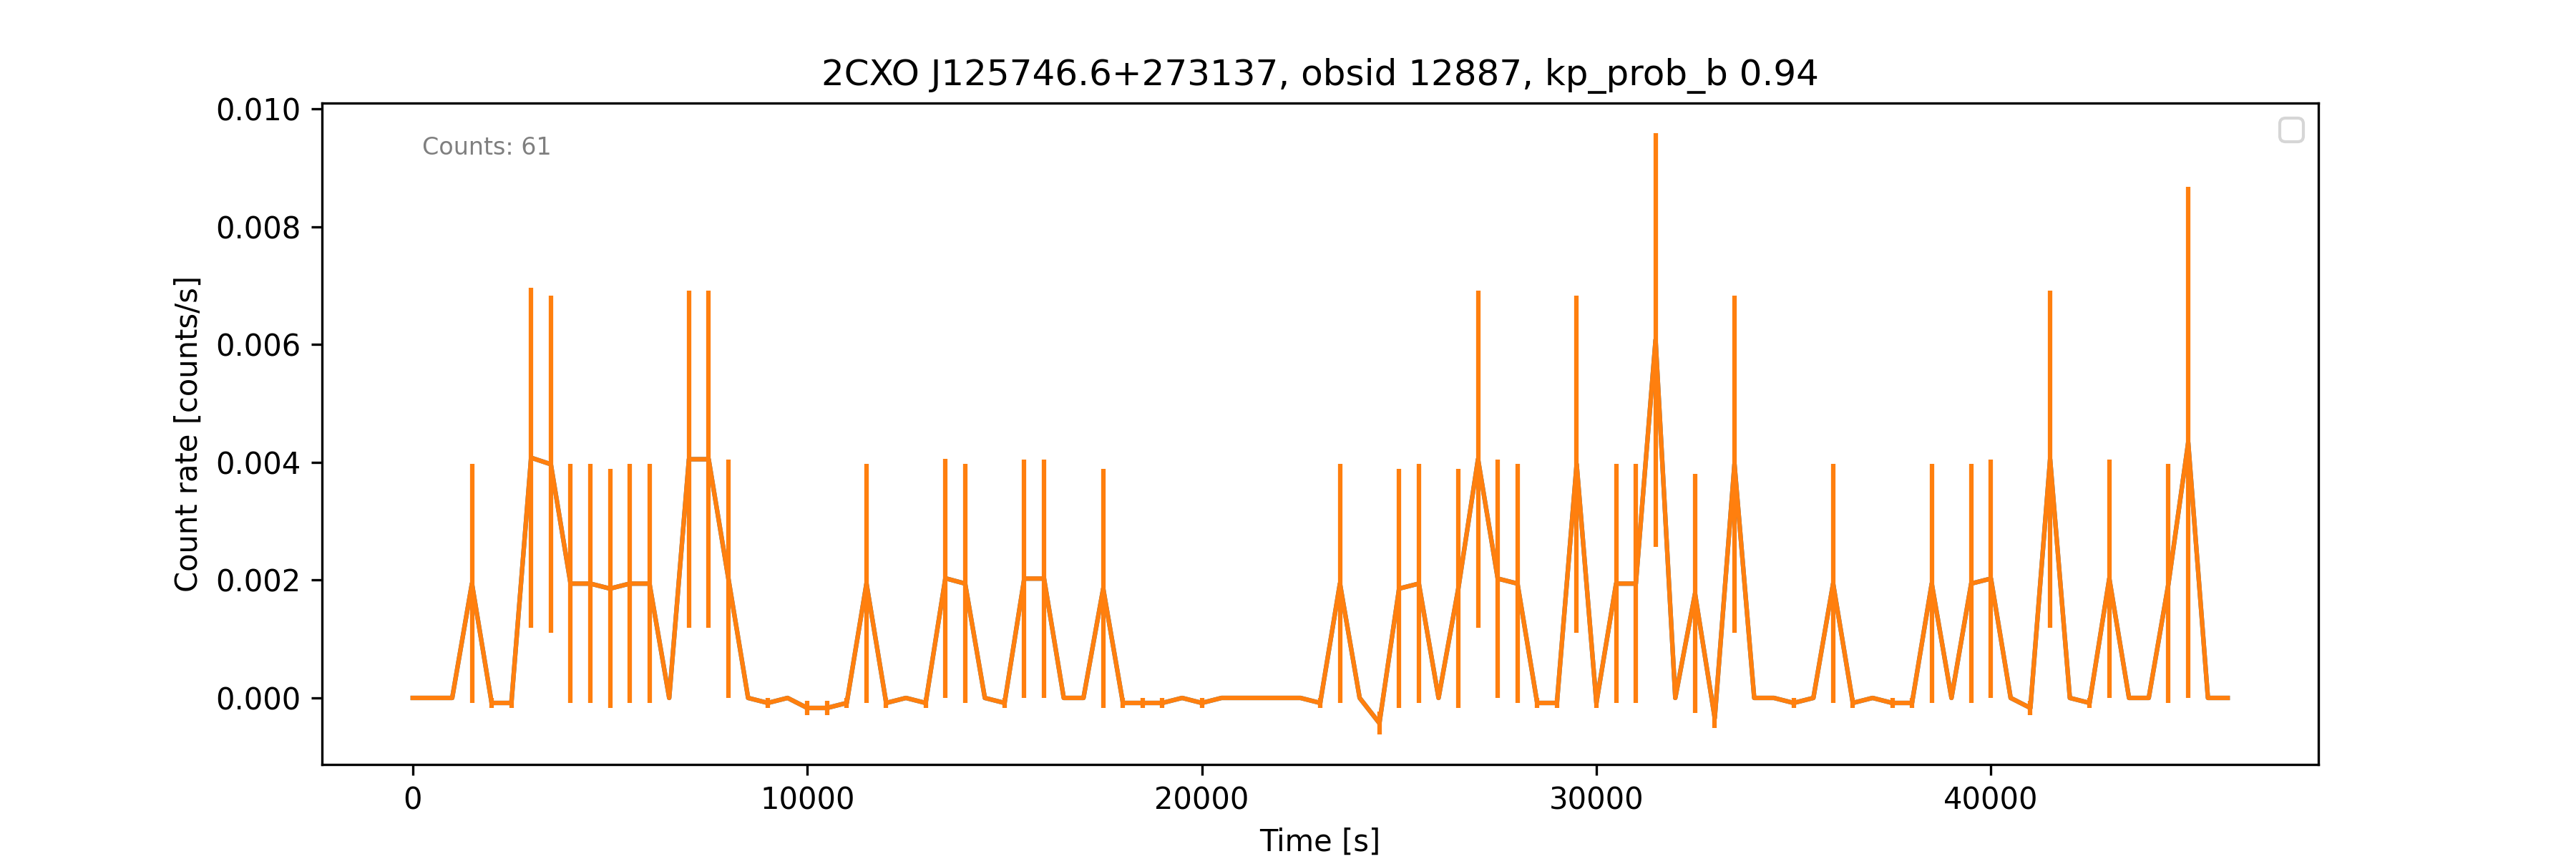 2CXO J125746.6+273137, obsid 12887, kp_prob_b 0.94
Counts: 61
Count rate [counts/s]
0.010
0.008
0.006
0.004
0.002
0.000
0
10000
20000
30000
40000
Time [s]